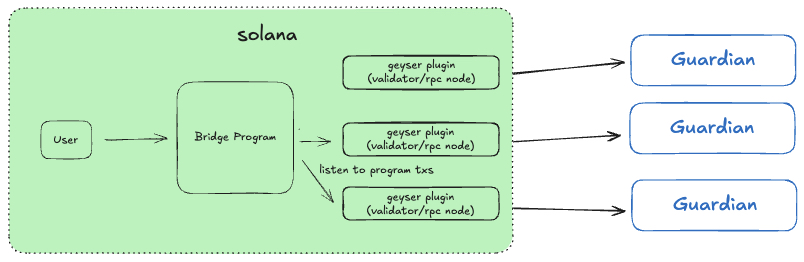 solana
geyser plugin
(validator/rpc node)
Guardian
User
Bridge Program
geyser plugin
(validator/rpc node)
Guardian
listen to program txs
geyser plugin
(validator/rpc node)
Guardian